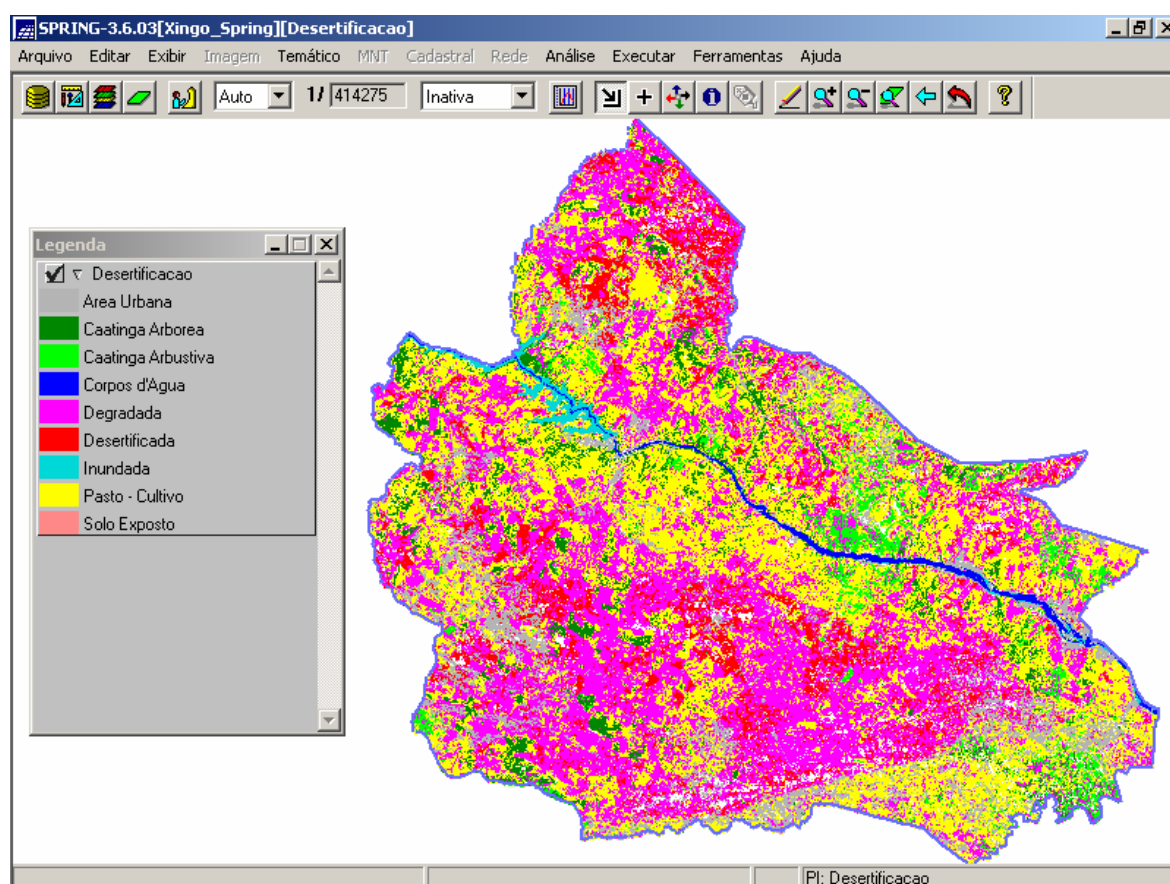 SPRING-3.6.03[Xingo_Spring][Desertificacao]
Arquivo Editar Exibir Imagem Temático MNT Cadastral Rede Análise Executar Ferramentas Ajuda
Auto 1/ 414275 Inativa
Legenda
Desertificacao
Area Urbana
Caatinga Arborea
Caatinga Arbustiva
Corpos d'Agua
Degradada
Desertificada
Inundada
Pasto - Cultivo
Solo Exposto
PI: Desertificacao